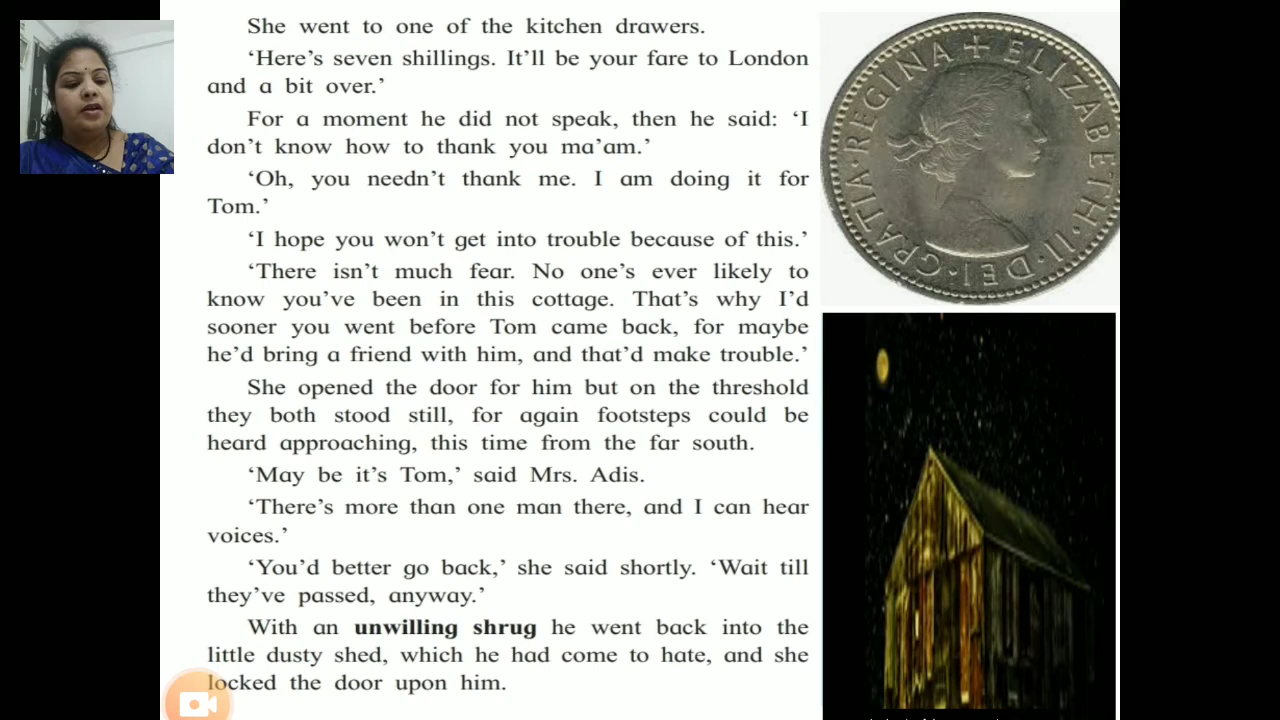 She went to one of the kitchen drawers.
‘Here’s seven shillings. It’ll be your fare to London
and a bit over.’
For a moment he did not speak, then he said: ‘I
don’t know how to thank you ma’am.’
‘Oh, you needn’t thank me. I am doing it for
Tom.’
‘I hope you won’t get into trouble because of this.’
‘There isn’t much fear. No one’s ever likely to
know you’ve been in this cottage. That’s why I’d
sooner you went before Tom came back, for maybe
he’d bring a friend with him, and that’d make trouble.’
She opened the door for him but on the threshold
they both stood still, for again footsteps could be
heard approaching, this time from the far south.
‘May be it’s Tom,’ said Mrs. Adis.
‘There’s more than one man there, and I can hear
voices.’
‘You’d better go back,’ she said shortly. ‘Wait till
they’ve passed, anyway.’
With an unwilling shrug he went back into the
little dusty shed, which he had come to hate, and she
locked the door upon him.
ELIZABETH·II·DEI·GRATIA·REGINA